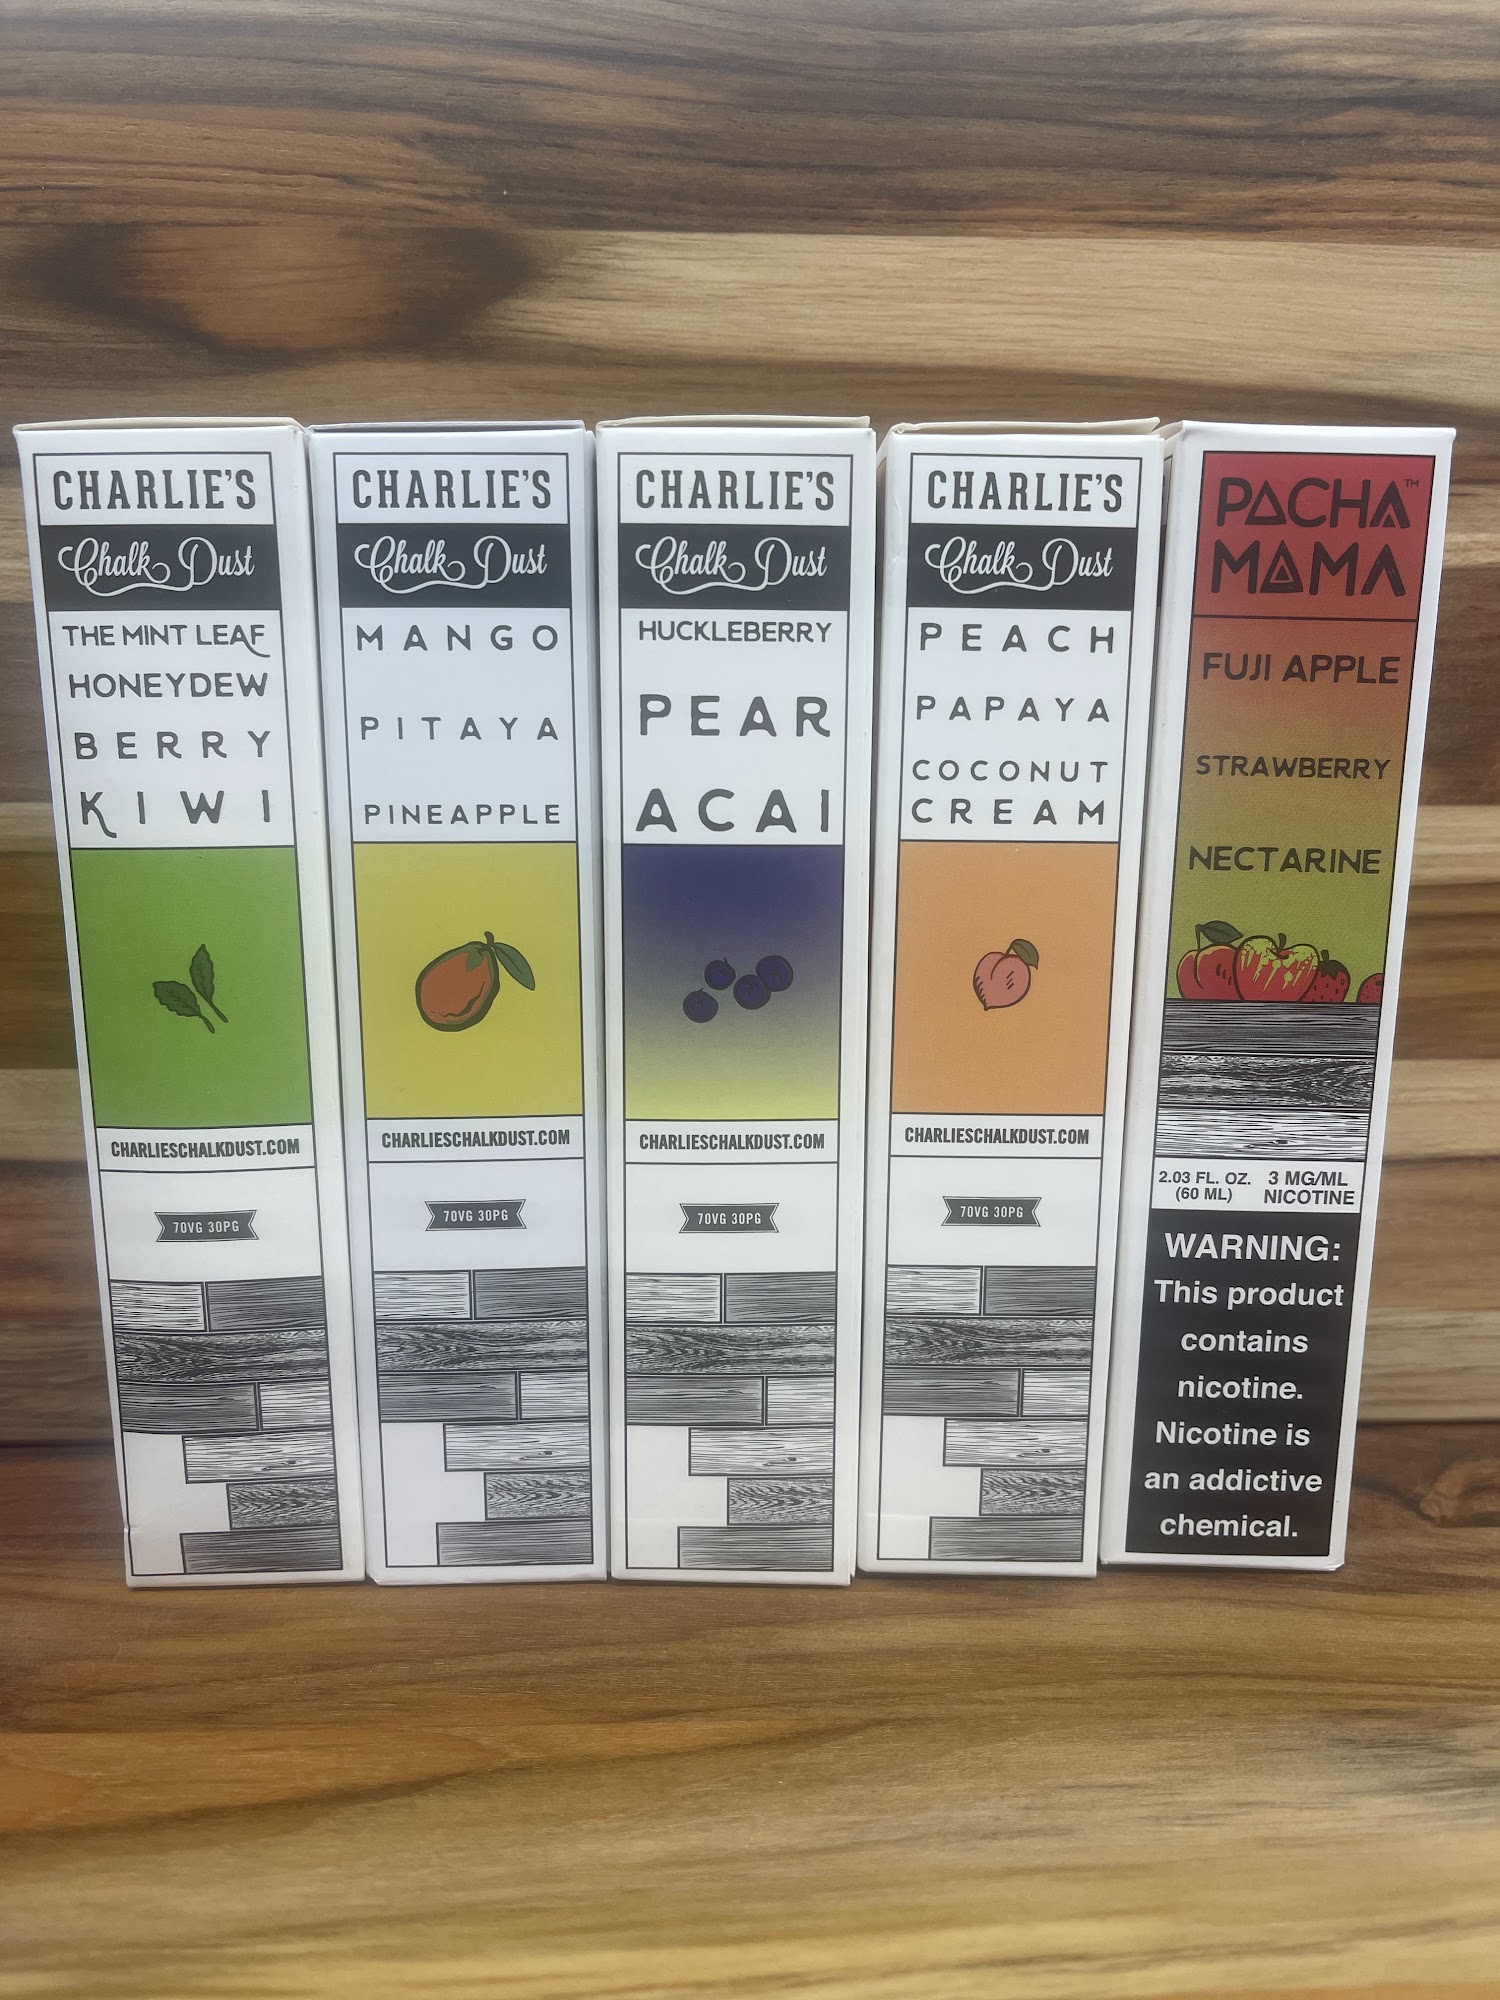 CHARLIE'S
Chalk Dust
THE MINT LEAF
HONEYDEW
BERRY
KIWI
CHARLIESCHALKDUST.COM
70VG 30PG
CHARLIE'S
Chalk Dust
MANGO
PITAYA
PINEAPPLE
CHARLIESCHALKDUST.COM
70VG 30PG
CHARLIE'S
Chalk Dust
HUCKLEBERRY
PEAR
ACAI
CHARLIESCHALKDUST.COM
70VG 30PG
CHARLIE'S
Chalk Dust
PEACH
PAPAYA
COCONUT
CREAM
CHARLIESCHALKDUST.COM
70VG 30PG
PACHA™
MAMA
FUJI APPLE
STRAWBERRY
NECTARINE
2.03 FL. OZ. 3 MG/ML
(60 ML) NICOTINE
WARNING:
This product
contains
nicotine.
Nicotine is
an addictive
chemical.